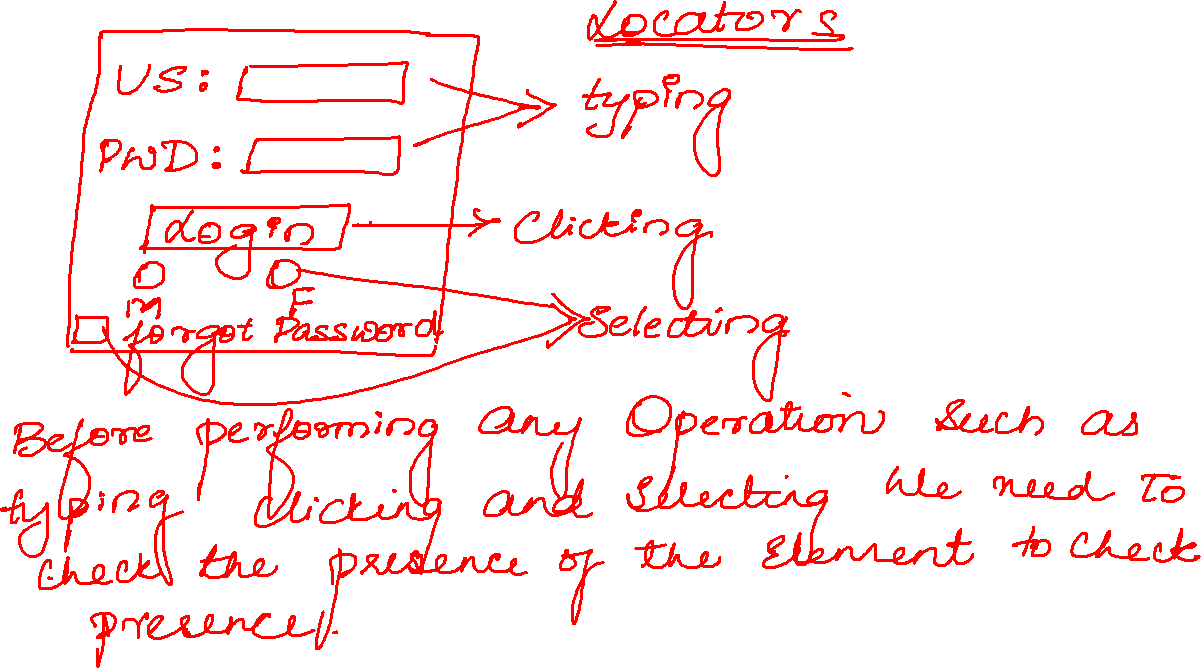 Locators
US:
typing
PWD:
Login
Clicking
M F
forgot Password
Selecting
Before performing any Operation Such as
typing clicking and Selecting We need To
check the presence of the Element to check
presence.